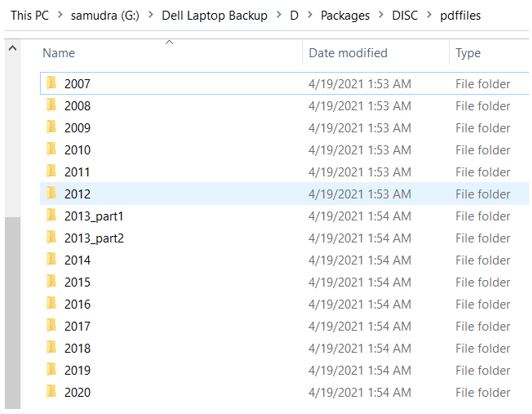 This PC > samudra (G:) > Dell Laptop Backup > D > Packages > DISC > pdffiles
Name Date modified Type
2007 4/19/2021 1:53 AM File folder
2008 4/19/2021 1:53 AM File folder
2009 4/19/2021 1:53 AM File folder
2010 4/19/2021 1:53 AM File folder
2011 4/19/2021 1:53 AM File folder
2012 4/19/2021 1:53 AM File folder
2013_part1 4/19/2021 1:54 AM File folder
2013_part2 4/19/2021 1:54 AM File folder
2014 4/19/2021 1:54 AM File folder
2015 4/19/2021 1:54 AM File folder
2016 4/19/2021 1:54 AM File folder
2017 4/19/2021 1:54 AM File folder
2018 4/19/2021 1:54 AM File folder
2019 4/19/2021 1:54 AM File folder
2020 4/19/2021 1:54 AM File folder